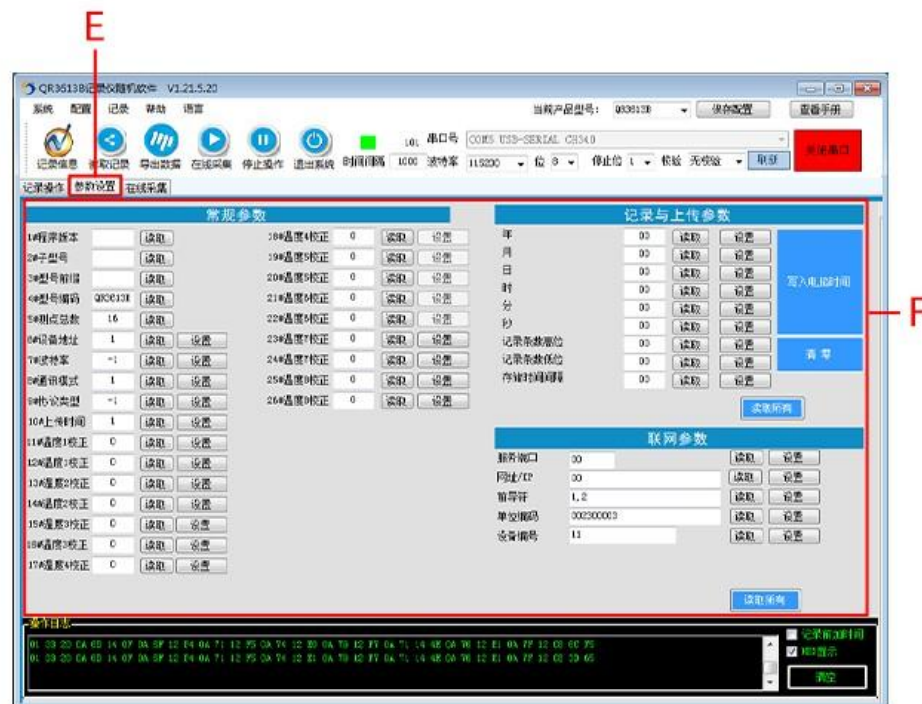 E
QR3613B记录仪随机软件 V1.21.5.20
系统 配置 记录 帮助 语言 当前产品型号: QR3613B 保存配置 查看手册
记录信息 读取记录 导出数据 在线采集 停止操作 退出系统
101 串口号 COM5 USB-SERIAL CH340 关闭串口
时间间隔 1000 波特率 115200 位 8 停止位 1 校验 无校验 刷新
记录操作 参数设置 在线采集
常规参数
1#程序版本 读取
2#子型号 读取
3#型号前缀 读取
4#型号编码 QR3613B 读取
5#测点总数 16 读取
6#设备地址 1 读取 设置
7#波特率 -1 读取 设置
8#通讯模式 1 读取 设置
9#协议类型 -1 读取 设置
10#上传时间 1 读取 设置
11#温度1校正 0 读取 设置
12#湿度1校正 0 读取 设置
13#温度2校正 0 读取 设置
14#湿度2校正 0 读取 设置
15#温度3校正 0 读取 设置
16#湿度3校正 0 读取 设置
17#温度4校正 0 读取 设置
18#湿度4校正 0 读取 设置
19#温度5校正 0 读取 设置
20#湿度5校正 0 读取 设置
21#温度6校正 0 读取 设置
22#湿度6校正 0 读取 设置
23#温度7校正 0 读取 设置
24#湿度7校正 0 读取 设置
25#温度8校正 0 读取 设置
26#湿度8校正 0 读取 设置
记录与上传参数
年 00 读取 设置
月 00 读取 设置
日 00 读取 设置
时 00 读取 设置
分 00 读取 设置
秒 00 读取 设置
记录条数高位 00 读取 设置
记录条数低位 00 读取 设置
存储时间间隔 00 读取 设置
写入电脑时间
清零
读取所有
F
联网参数
服务端口 00 读取 设置
网址/IP 00 读取 设置
前导符 1,2 读取 设置
单位编码 002300003 读取 设置
设备编号 11 读取 设置
读取所有
操作日志
记录前加时间
HEX显示
清空